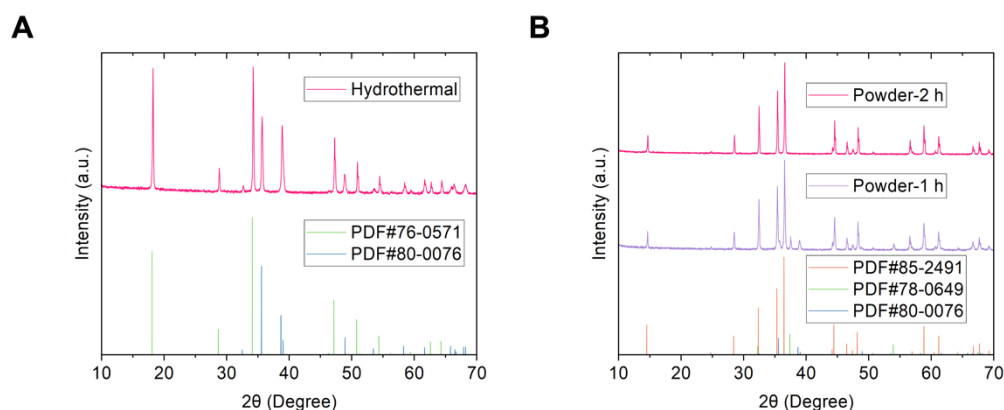 A
Hydrothermal
PDF#76-0571
PDF#80-0076
Intensity (a.u.)
10 20 30 40 50 60 70
2θ (Degree)
B
Powder-2 h
Powder-1 h
PDF#85-2491
PDF#78-0649
PDF#80-0076
Intensity (a.u.)
10 20 30 40 50 60 70
2θ (Degree)